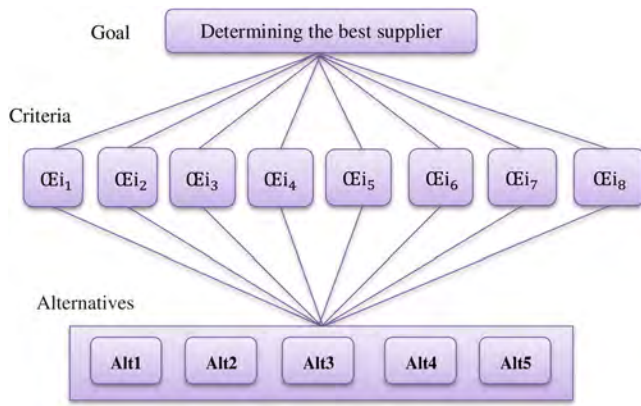 Goal
Determining the best supplier
Criteria
Œi₁ Œi₂ Œi₃ Œi₄ Œi₅ Œi₆ Œi₇ Œi₈
Alternatives
Alt1 Alt2 Alt3 Alt4 Alt5